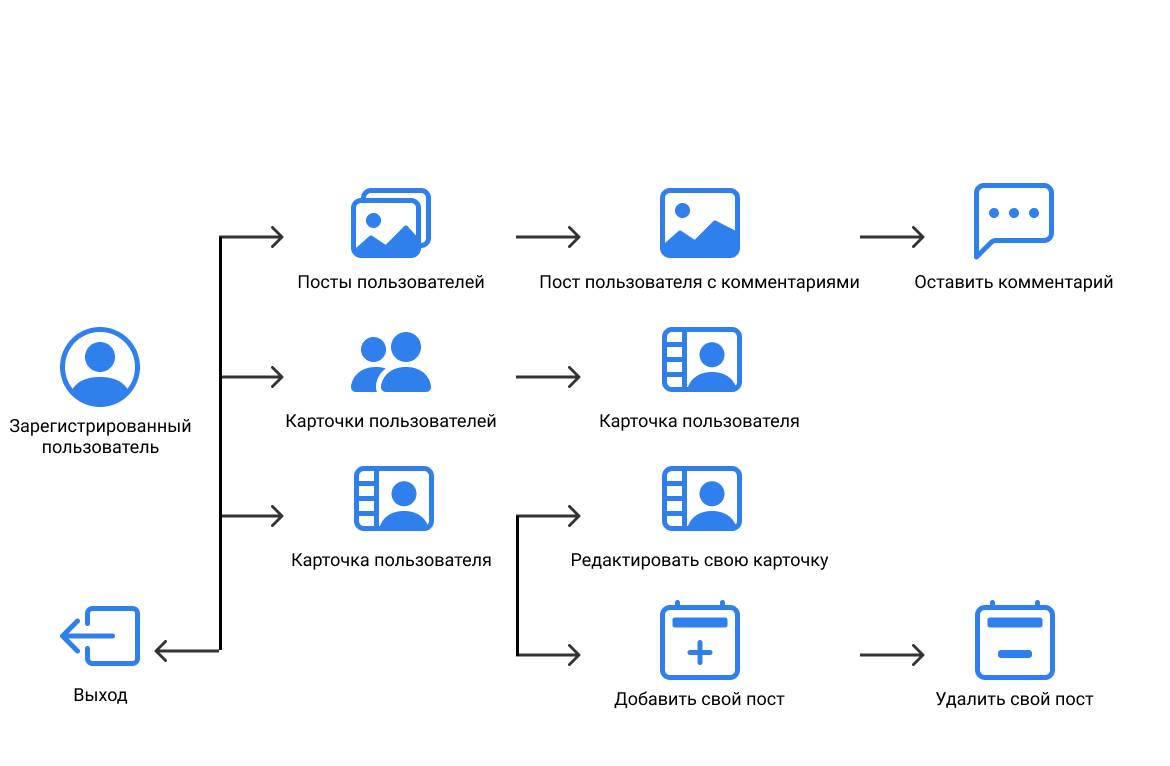 Посты пользователей
Пост пользователя с комментариями
Оставить комментарий
Зарегистрированный
пользователь
Карточки пользователей
Карточка пользователя
Карточка пользователя
Редактировать свою карточку
Выход
Добавить свой пост
Удалить свой пост